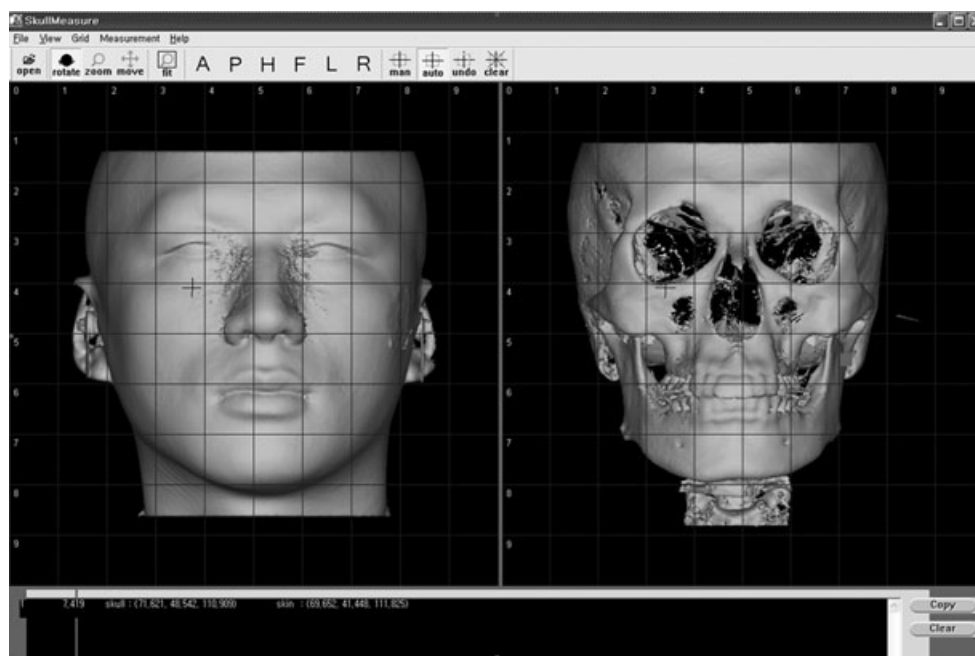 SkullMeasure
File View Grid Measurement Help
open rotate zoom move fit A P H F L R man auto undo clear
0 1 2 3 4 5 6 7 8 9 0 1 2 3 4 5 6 7 8 9
1 1
2 2
3 3
4 4
5 5
6 6
7 7
8 8
9 9
1 7,419 skull : (71,621, 48,542, 110,909) skin : (69,652, 41,448, 111,825)
Copy
Clear